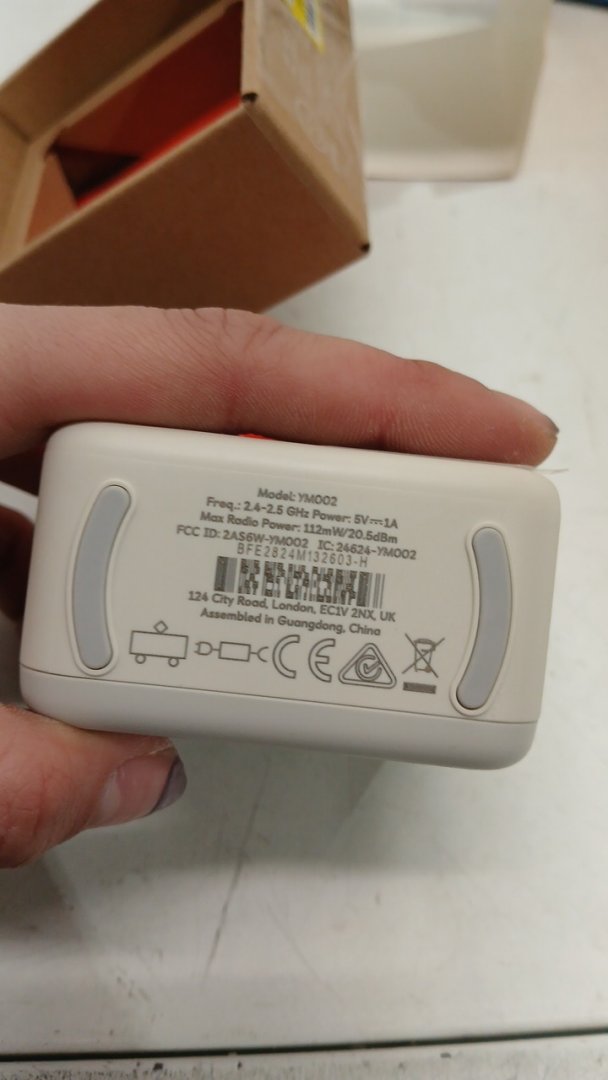 Model: YM002
Freq.: 2.4-2.5 GHz Power: 5V⎓1A
Max Radio Power: 112mW/20.5dBm
FCC ID: 2AS6W-YM002 IC: 24624-YM002
BFE2824M132603-H
124 City Road, London, EC1V 2NX, UK
Assembled in Guangdong, China
CE